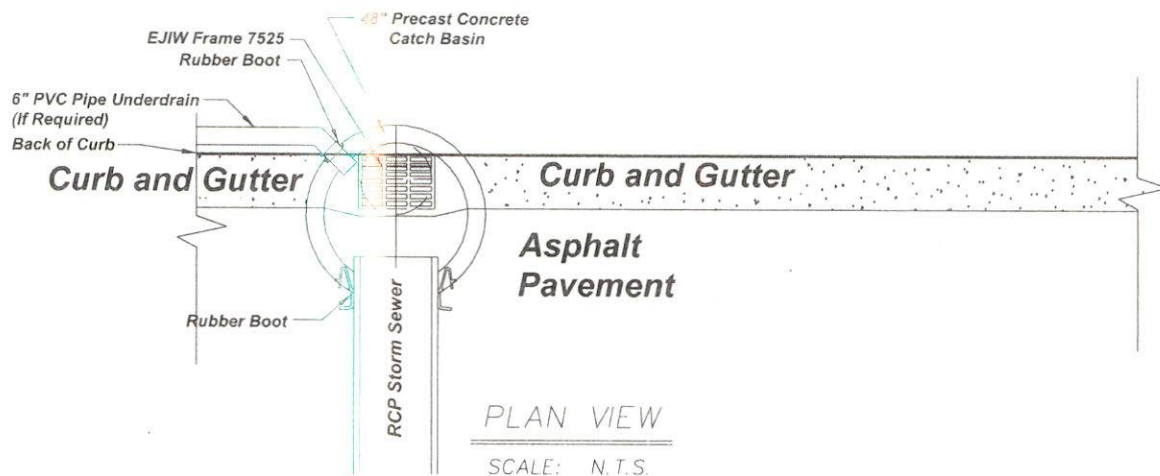 48" Precast Concrete
Catch Basin
EJIW Frame 7525
Rubber Boot
6" PVC Pipe Underdrain
(If Required)
Back of Curb
Curb and Gutter
Curb and Gutter
Asphalt
Pavement
Rubber Boot
RCP Storm Sewer
PLAN VIEW
SCALE: N.T.S.